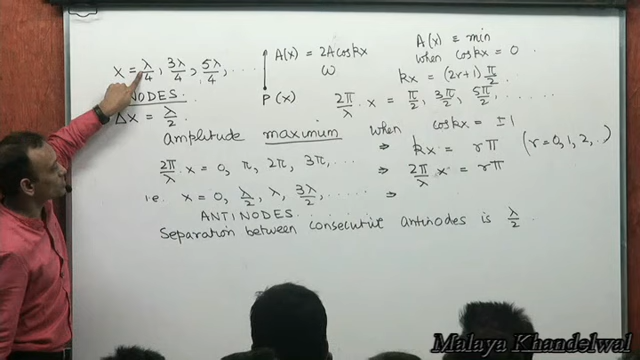 x = λ/4, 3λ/4, 5λ/4, ....
NODES.
Δx = λ/2.
A(x) = 2A cos kx
ω
P(x)
A(x) = min
when cos kx = 0.
kx = (2r+1) π/2
2π/λ . x = π/2, 3π/2, 5π/2, ......
amplitude maximum when cos kx = ±1
⇒ kx = rπ (r = 0, 1, 2, ..)
2π/λ x = 0, π, 2π, 3π, ... ⇒ 2π/λ x = rπ
i.e. x = 0, λ/2, λ, 3λ/2, ..... ⇒
ANTINODES.
Separation between consecutive antinodes is λ/2.
Malaya Khandelwal